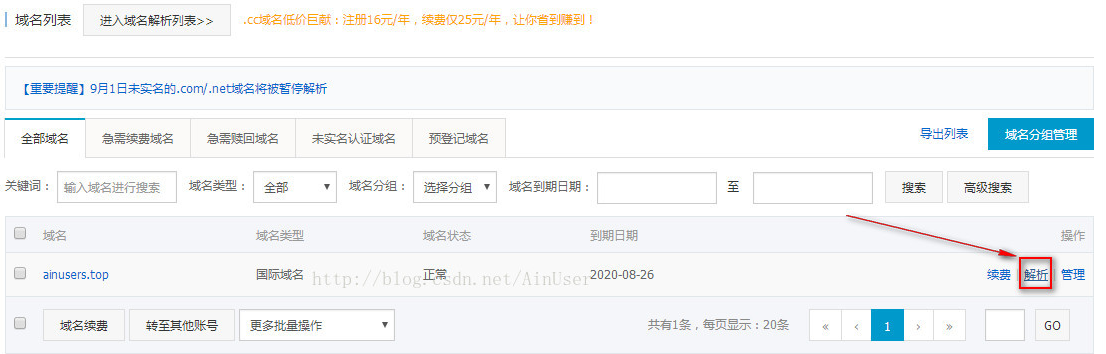 域名列表 进入域名解析列表>> .cc域名低价巨献：注册16元/年，续费仅25元/年，让你省到赚到！
【重要提醒】9月1日未实名的.com/.net域名将被暂停解析
全部域名 急需续费域名 急需赎回域名 未实名认证域名 预登记域名 导出列表 域名分组管理
关键词： 输入域名进行搜索 域名类型： 全部 域名分组： 选择分组 域名到期日期： 至 搜索 高级搜索
域名 域名类型 域名状态 到期日期 操作
ainusers.top 国际域名 正常 2020-08-26 续费 | 解析 | 管理
http://blog.csdn.net/AinUser
域名续费 转至其他账号 更多批量操作 共有1条，每页显示：20条 « ‹ 1 › » GO